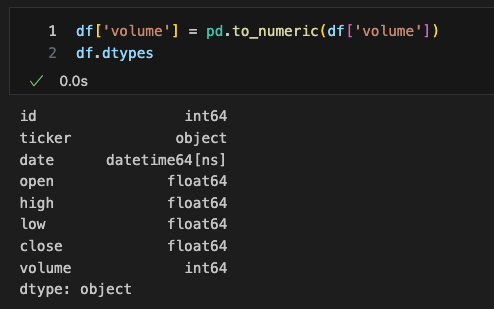 1 df['volume'] = pd.to_numeric(df['volume'])
2 df.dtypes
✓ 0.0s
id int64
ticker object
date datetime64[ns]
open float64
high float64
low float64
close float64
volume int64
dtype: object